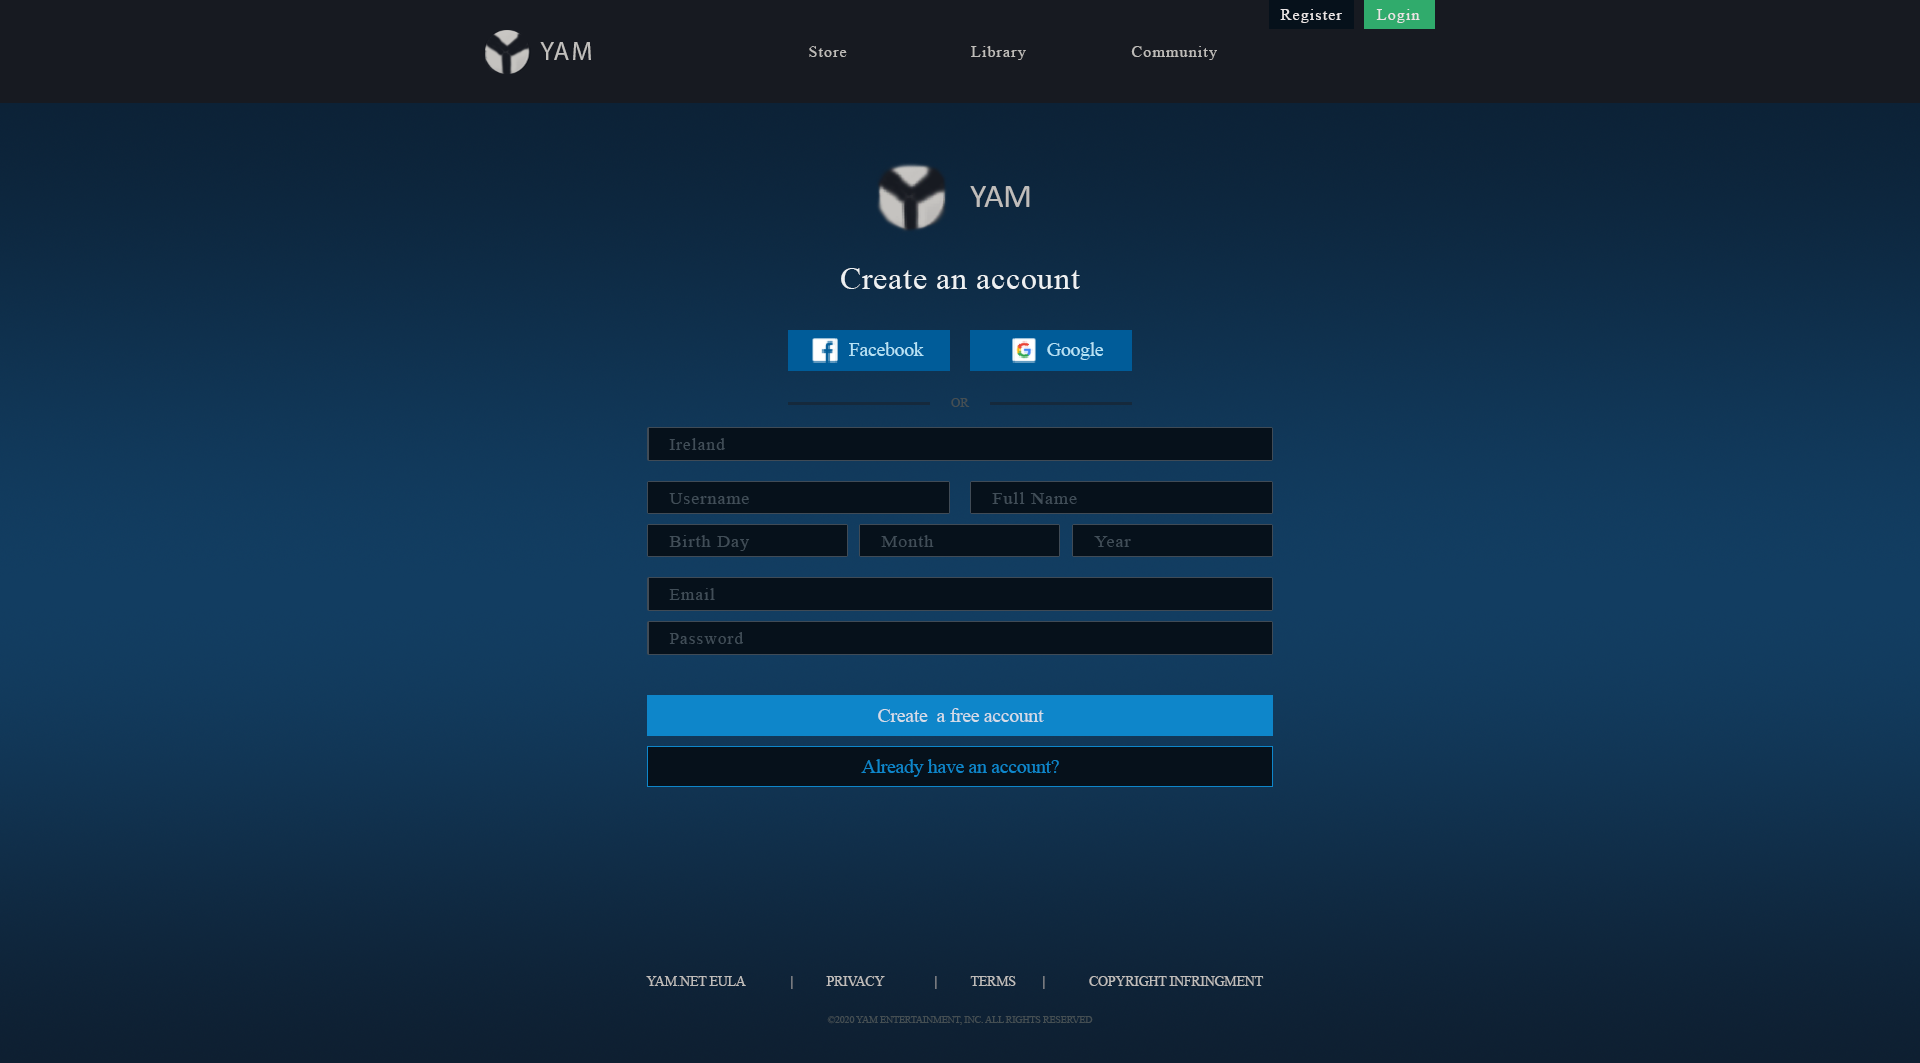 Register Login
YAM Store Library Community
YAM
Create an account
Facebook Google
OR
Ireland
Username Full Name
Birth Day Month Year
Email
Password
Create a free account
Already have an account?
YAM.NET EULA | PRIVACY | TERMS | COPYRIGHT INFRINGMENT
©2020 YAM ENTERTAINMENT, INC. ALL RIGHTS RESERVED